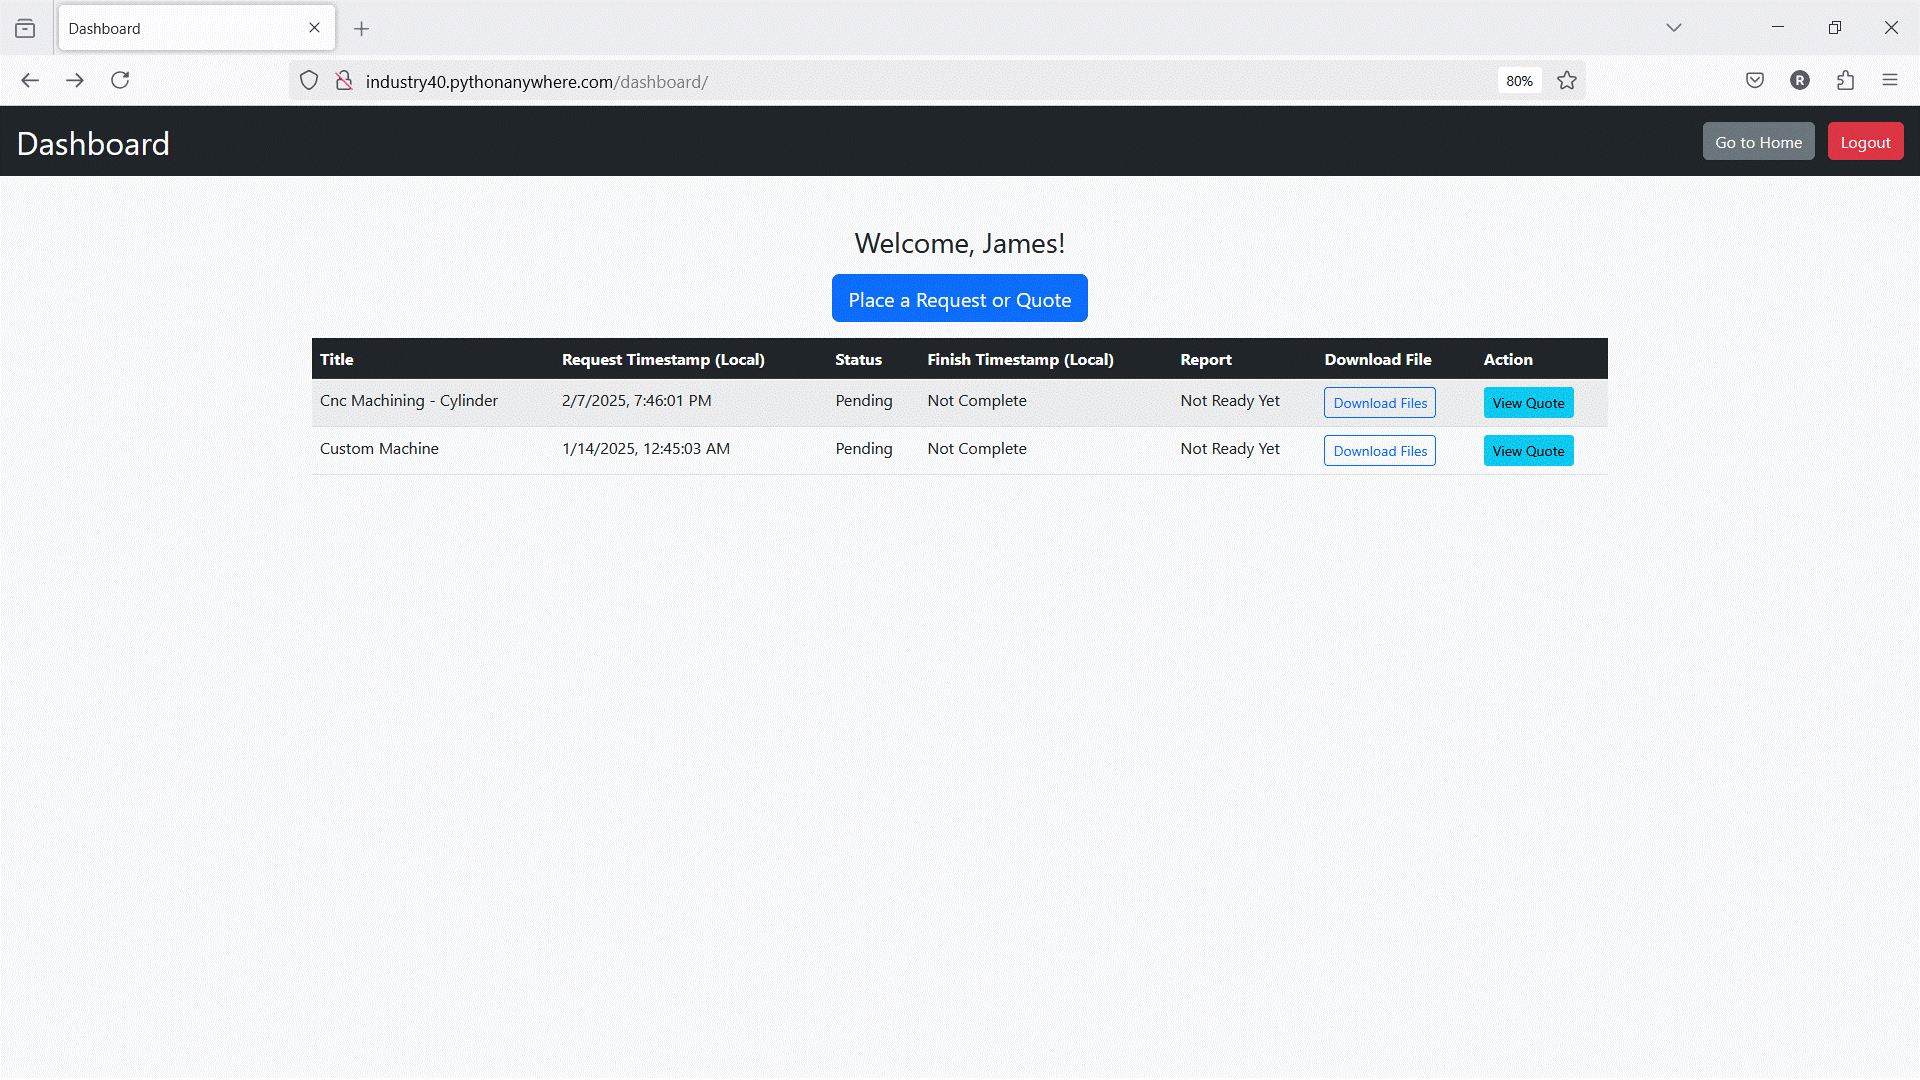 Dashboard
industry40.pythonanywhere.com/dashboard/
80%
R
Dashboard
Go to Home
Logout
Welcome, James!
Place a Request or Quote
Title Request Timestamp (Local) Status Finish Timestamp (Local) Report Download File Action
Cnc Machining - Cylinder 2/7/2025, 7:46:01 PM Pending Not Complete Not Ready Yet Download Files View Quote
Custom Machine 1/14/2025, 12:45:03 AM Pending Not Complete Not Ready Yet Download Files View Quote